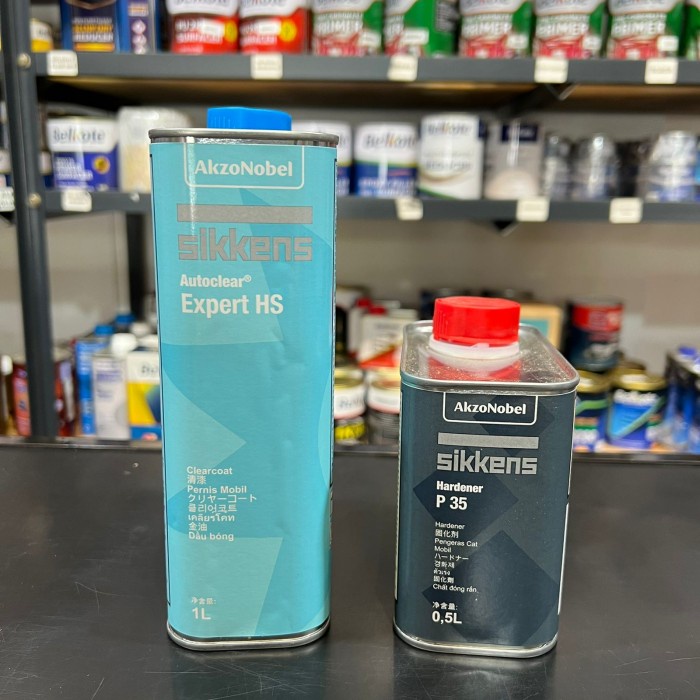 Belkote
Belkote
Belkote
AkzoNobel
sikkens
Autoclear®
Expert HS
Clearcoat
清漆
Pernis Mobil
クリヤーコート
클리어코트
เคลียร์โคท
金油
Dầu bóng
净含量:
1L
AkzoNobel
sikkens
Hardener
P 35
Hardener
固化剂
Pengeras Cat
Mobil
ハードナー
경화제
ตัวเร่ง
固化劑
Chất đóng rắn
净含量:
0,5L